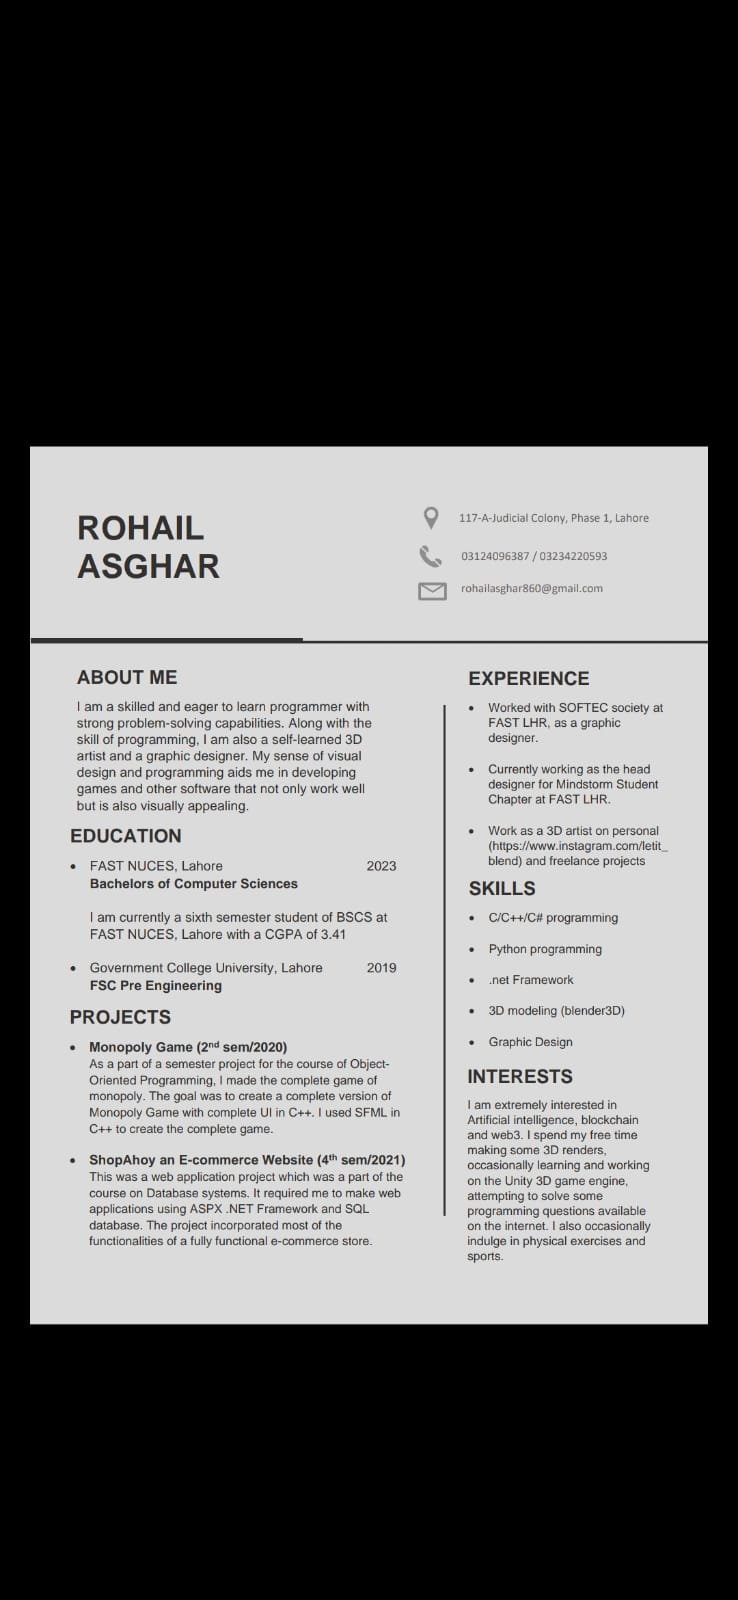 ROHAIL
ASGHAR
117-A-Judicial Colony, Phase 1, Lahore
03124096387 / 03234220593
rohailasghar860@gmail.com
ABOUT ME
I am a skilled and eager to learn programmer with
strong problem-solving capabilities. Along with the
skill of programming, I am also a self-learned 3D
artist and a graphic designer. My sense of visual
design and programming aids me in developing
games and other software that not only work well
but is also visually appealing.
EDUCATION
• FAST NUCES, Lahore 2023
Bachelors of Computer Sciences
I am currently a sixth semester student of BSCS at
FAST NUCES, Lahore with a CGPA of 3.41
• Government College University, Lahore 2019
FSC Pre Engineering
PROJECTS
• Monopoly Game (2nd sem/2020)
As a part of a semester project for the course of Object-
Oriented Programming, I made the complete game of
monopoly. The goal was to create a complete version of
Monopoly Game with complete UI in C++. I used SFML in
C++ to create the complete game.
• ShopAhoy an E-commerce Website (4th sem/2021)
This was a web application project which was a part of the
course on Database systems. It required me to make web
applications using ASPX .NET Framework and SQL
database. The project incorporated most of the
functionalities of a fully functional e-commerce store.
EXPERIENCE
• Worked with SOFTEC society at
FAST LHR, as a graphic
designer.
• Currently working as the head
designer for Mindstorm Student
Chapter at FAST LHR.
• Work as a 3D artist on personal
(https://www.instagram.com/letit_
blend) and freelance projects
SKILLS
• C/C++/C# programming
• Python programming
• .net Framework
• 3D modeling (blender3D)
• Graphic Design
INTERESTS
I am extremely interested in
Artificial intelligence, blockchain
and web3. I spend my free time
making some 3D renders,
occasionally learning and working
on the Unity 3D game engine,
attempting to solve some
programming questions available
on the internet. I also occasionally
indulge in physical exercises and
sports.